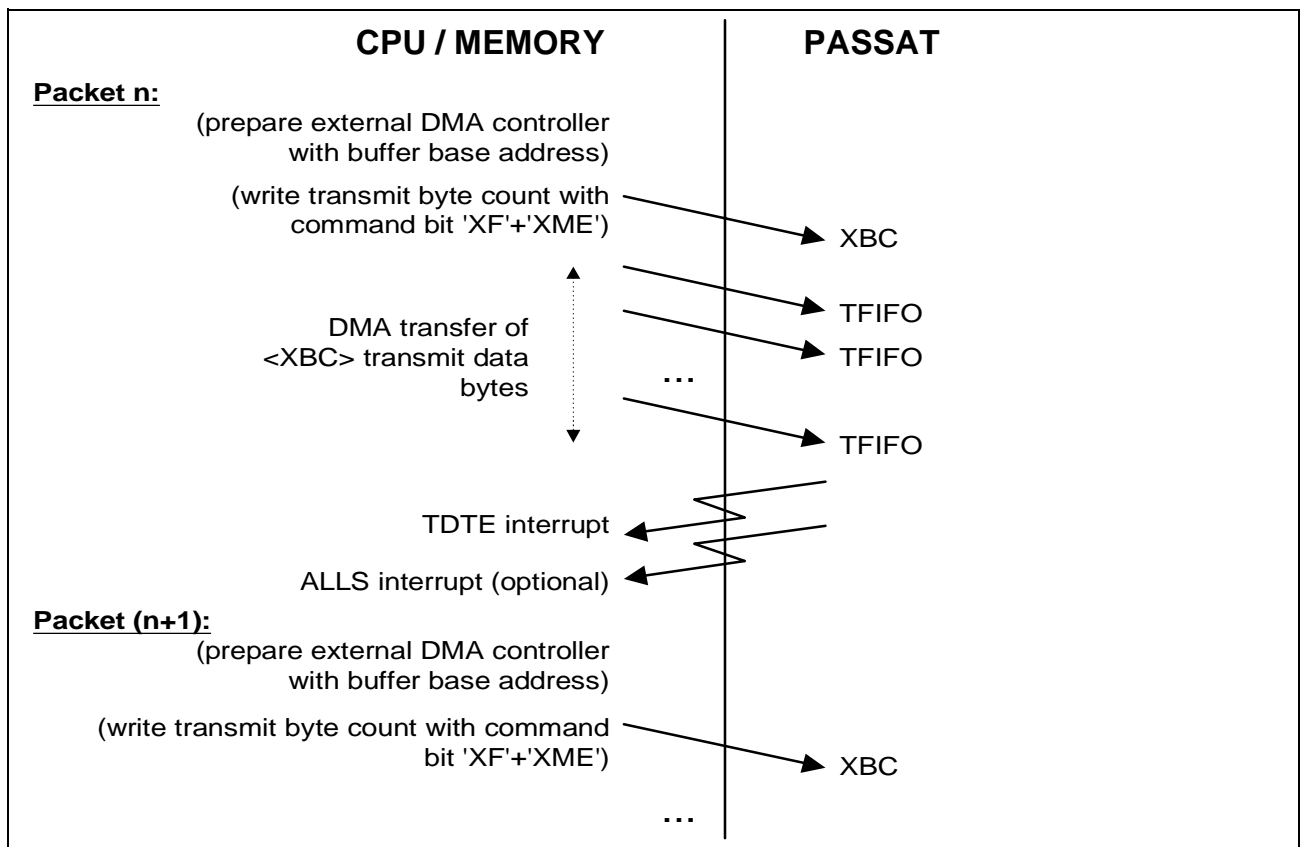 CPU / MEMORY
PASSAT
Packet n:
(prepare external DMA controller
with buffer base address)
(write transmit byte count with
command bit 'XF'+'XME')
XBC
TFIFO
DMA transfer of
<XBC> transmit data
bytes
TFIFO
...
TFIFO
TDTE interrupt
ALLS interrupt (optional)
Packet (n+1):
(prepare external DMA controller
with buffer base address)
(write transmit byte count with command
bit 'XF'+'XME')
XBC
...